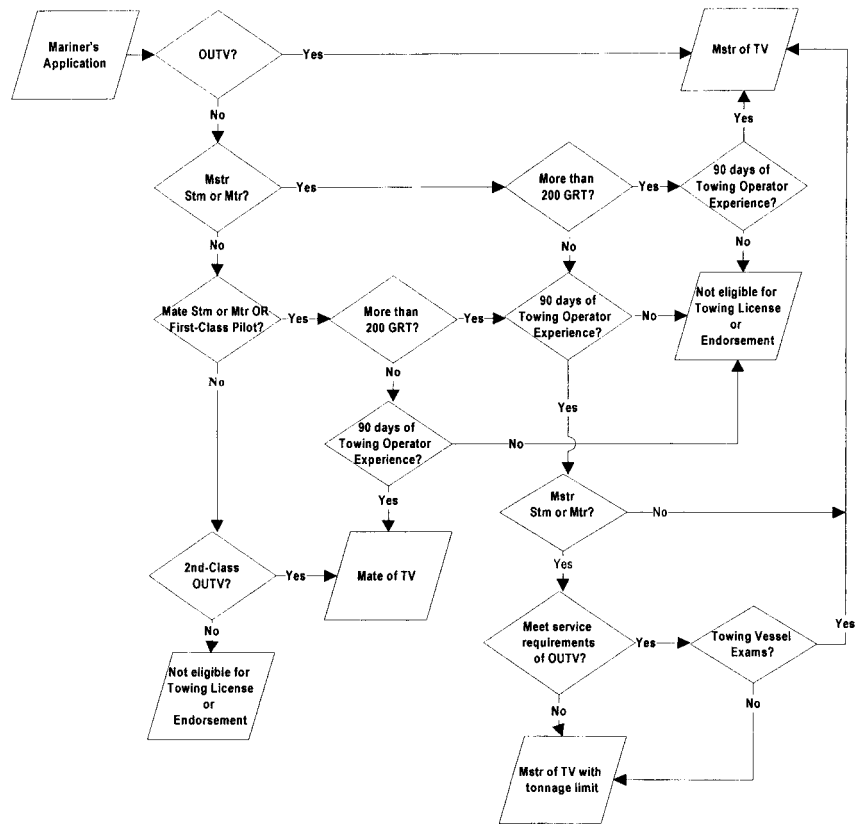 Mariner's
Application
OUTV?
Yes
Mstr of TV
No
Yes
Mstr
Stm or Mtr?
Yes
More than
200 GRT?
Yes
90 days of
Towing Operator
Experience?
No
No
No
Mate Stm or Mtr OR
First-Class Pilot?
Yes
More than
200 GRT?
Yes
90 days of
Towing Operator
Experience?
No
Not eligible for
Towing License
or
Endorsement
No
No
Yes
90 days of
Towing Operator
Experience?
No
Yes
Mstr
Stm or Mtr?
No
2nd-Class
OUTV?
Yes
Mate of TV
Yes
No
Meet service
requirements
of OUTV?
Yes
Towing Vessel
Exams?
Yes
Not eligible for
Towing License
or
Endorsement
No
No
Mstr of TV with
tonnage limit